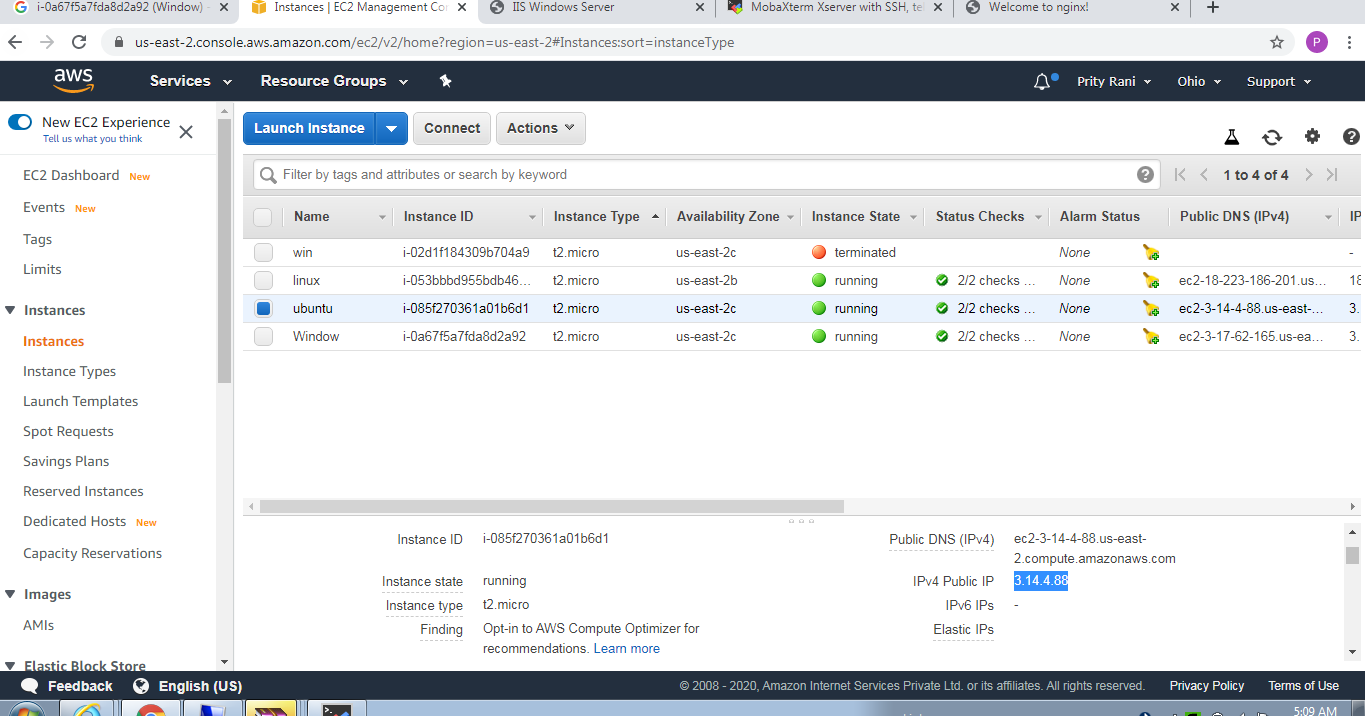 i-0a67f5a7fda8d2a92 (Window)
Instances | EC2 Management Co
IIS Windows Server
MobaXterm Xserver with SSH, te
Welcome to nginx!
us-east-2.console.aws.amazon.com/ec2/v2/home?region=us-east-2#Instances:sort=instanceType
P
aws Services Resource Groups Prity Rani Ohio Support
New EC2 Experience
Tell us what you think
EC2 Dashboard New
Events New
Tags
Limits
Instances
Instances
Instance Types
Launch Templates
Spot Requests
Savings Plans
Reserved Instances
Dedicated Hosts New
Capacity Reservations
Images
AMIs
Elastic Block Store
Launch Instance Connect Actions
Filter by tags and attributes or search by keyword
1 to 4 of 4
Name Instance ID Instance Type Availability Zone Instance State Status Checks Alarm Status Public DNS (IPv4) IP
win i-02d1f184309b704a9 t2.micro us-east-2c terminated None -
linux i-053bbbd955bdb46... t2.micro us-east-2b running 2/2 checks ... None ec2-18-223-186-201.us... 18
ubuntu i-085f270361a01b6d1 t2.micro us-east-2c running 2/2 checks ... None ec2-3-14-4-88.us-east-... 3.
Window i-0a67f5a7fda8d2a92 t2.micro us-east-2c running 2/2 checks ... None ec2-3-17-62-165.us-ea... 3.
Instance ID i-085f270361a01b6d1
Instance state running
Instance type t2.micro
Finding Opt-in to AWS Compute Optimizer for
recommendations. Learn more
Public DNS (IPv4) ec2-3-14-4-88.us-east-
2.compute.amazonaws.com
IPv4 Public IP 3.14.4.88
IPv6 IPs -
Elastic IPs
Feedback English (US) © 2008 - 2020, Amazon Internet Services Private Ltd. or its affiliates. All rights reserved. Privacy Policy Terms of Use
5:09 AM